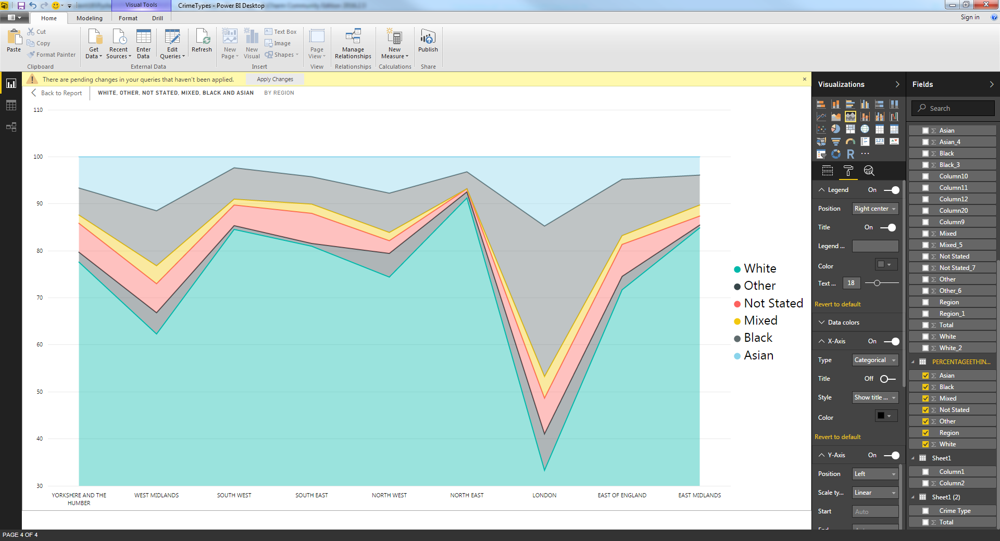 Visual Tools
CrimeTypes - Power BI Desktop
Home
Modeling
Format
Drill
Sign in
Paste
Cut
Copy
Format Painter
Clipboard
Get Data
Recent Sources
Enter Data
Edit Queries
External Data
Refresh
New Page
New Visual
Text Box
Image
Shapes
Insert
Page View
View
Manage Relationships
Relationships
New Measure
Calculations
Publish
Share
There are pending changes in your queries that haven't been applied.
Apply Changes
Back to Report
WHITE, OTHER, NOT STATED, MIXED, BLACK AND ASIAN
BY REGION
110
100
90
80
70
60
50
40
30
YORKSHIRE AND THE
HUMBER
WEST MIDLANDS
SOUTH WEST
SOUTH EAST
NORTH WEST
NORTH EAST
LONDON
EAST OF ENGLAND
EAST MIDLANDS
White
Other
Not Stated
Mixed
Black
Asian
Visualizations
R
123
Legend On
Position Right center
Title On
Legend ...
Color
Text ... 18
Revert to default
Data colors
X-Axis On
Type Categorical
Title Off
Style Show title ...
Color
Revert to default
Y-Axis On
Position Left
Scale ty... Linear
Start Auto
Fields
Search
Asian
Asian_4
Black
Black_3
Column10
Column11
Column12
Column20
Column9
Mixed
Mixed_5
Not Stated
Not Stated_7
Other
Other_6
Region
Region_1
Total
White
White_2
PERCENTAGEETHIN...
Asian
Black
Mixed
Not Stated
Other
Region
White
Sheet1
Column1
Column2
Sheet1 (2)
Crime Type
Total
PAGE 4 OF 4